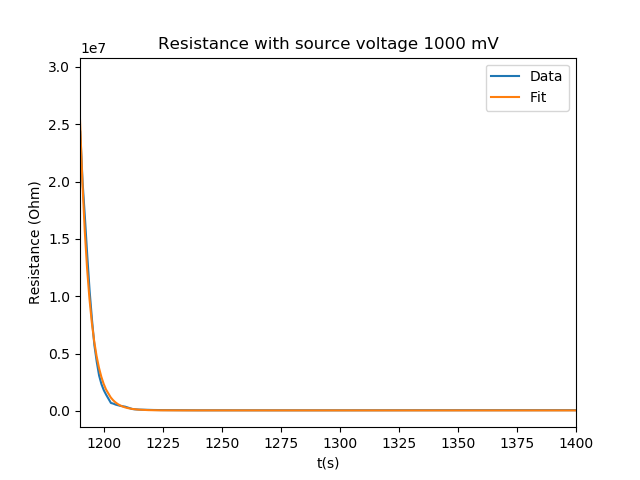 Resistance with source voltage 1000 mV
1e7
3.0
2.5
2.0
1.5
1.0
0.5
0.0
Resistance (Ohm)
Data
Fit
1200 1225 1250 1275 1300 1325 1350 1375 1400
t(s)